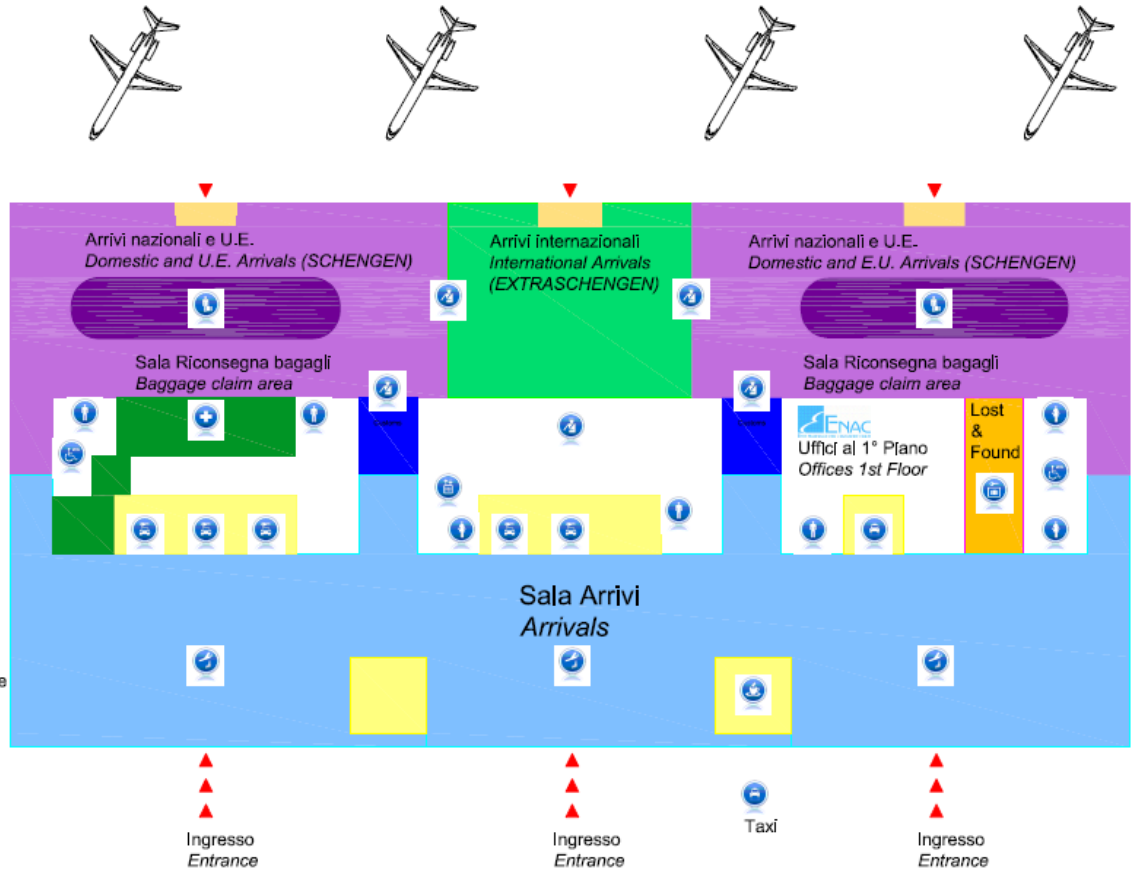 Arrivi nazionali e U.E.
Domestic and U.E. Arrivals (SCHENGEN)
Arrivi internazionali
International Arrivals
(EXTRASCHENGEN)
Arrivi nazionali e U.E.
Domestic and E.U. Arrivals (SCHENGEN)
Sala Riconsegna bagagli
Baggage claim area
Sala Riconsegna bagagli
Baggage claim area
ENAC
Uffici al 1° Piano
Offices 1st Floor
Lost
&
Found
Sala Arrivi
Arrivals
e
Ingresso
Entrance
Ingresso
Entrance
Taxi
Ingresso
Entrance